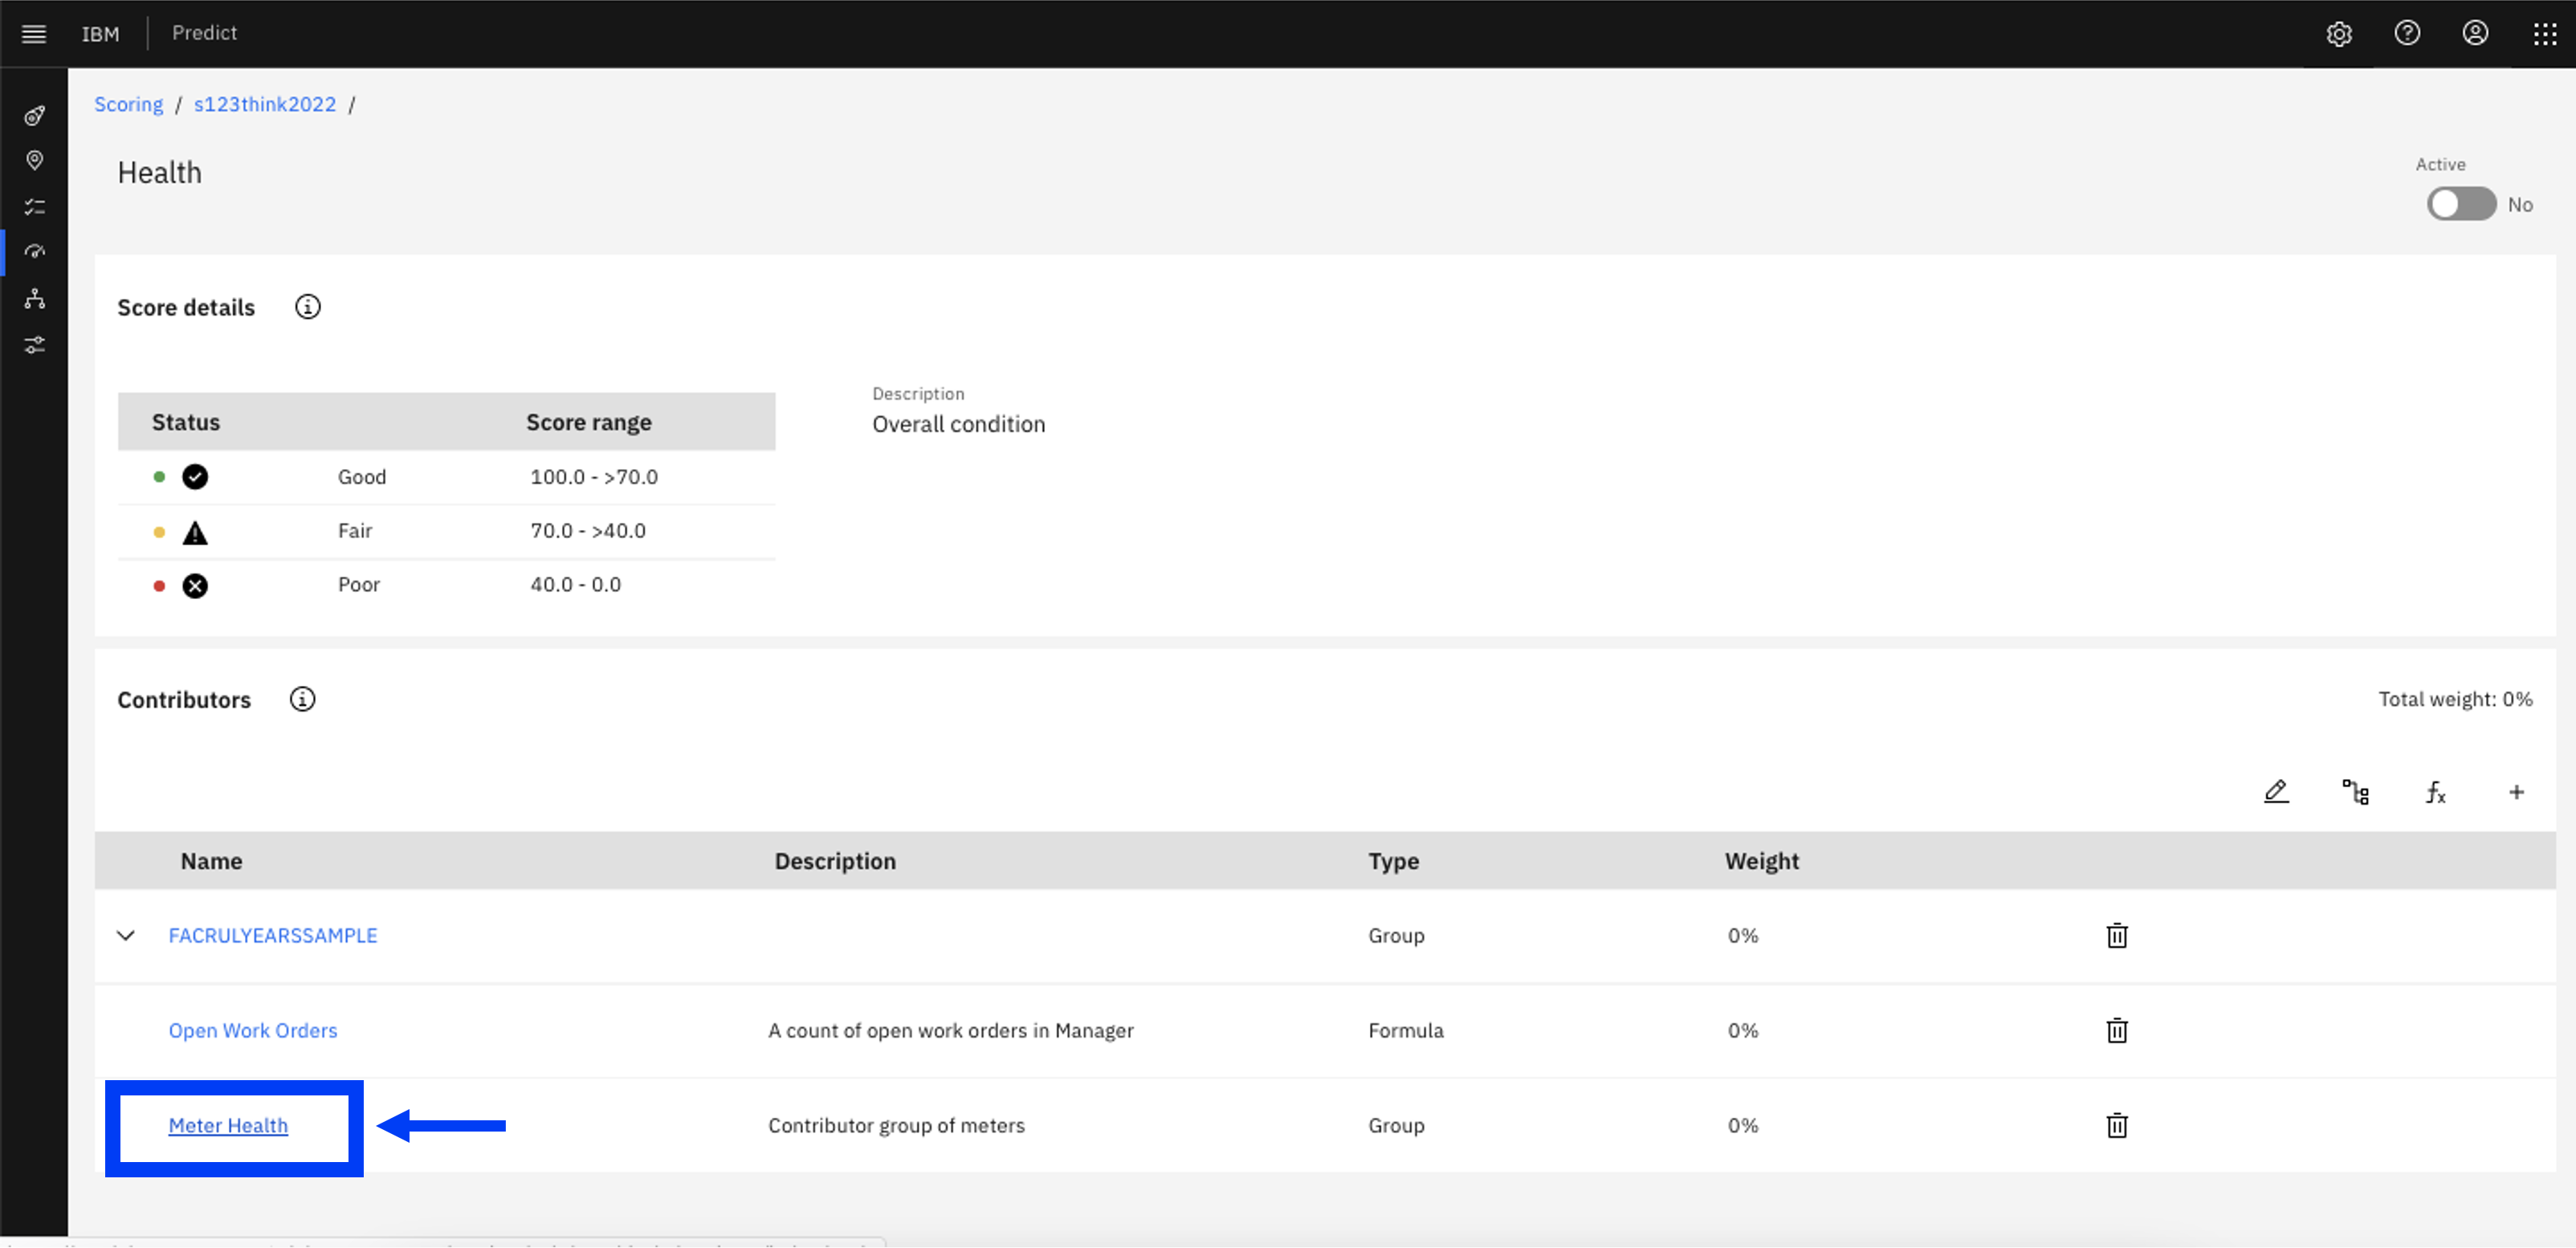 IBM Predict
Scoring / s123think2022 /
Health
Active
No
Score details
Status Score range
Good 100.0 - >70.0
Fair 70.0 - >40.0
Poor 40.0 - 0.0
Description
Overall condition
Contributors
Total weight: 0%
fx +
Name Description Type Weight
FACRULYEARSSAMPLE Group 0%
Open Work Orders A count of open work orders in Manager Formula 0%
Meter Health Contributor group of meters Group 0%